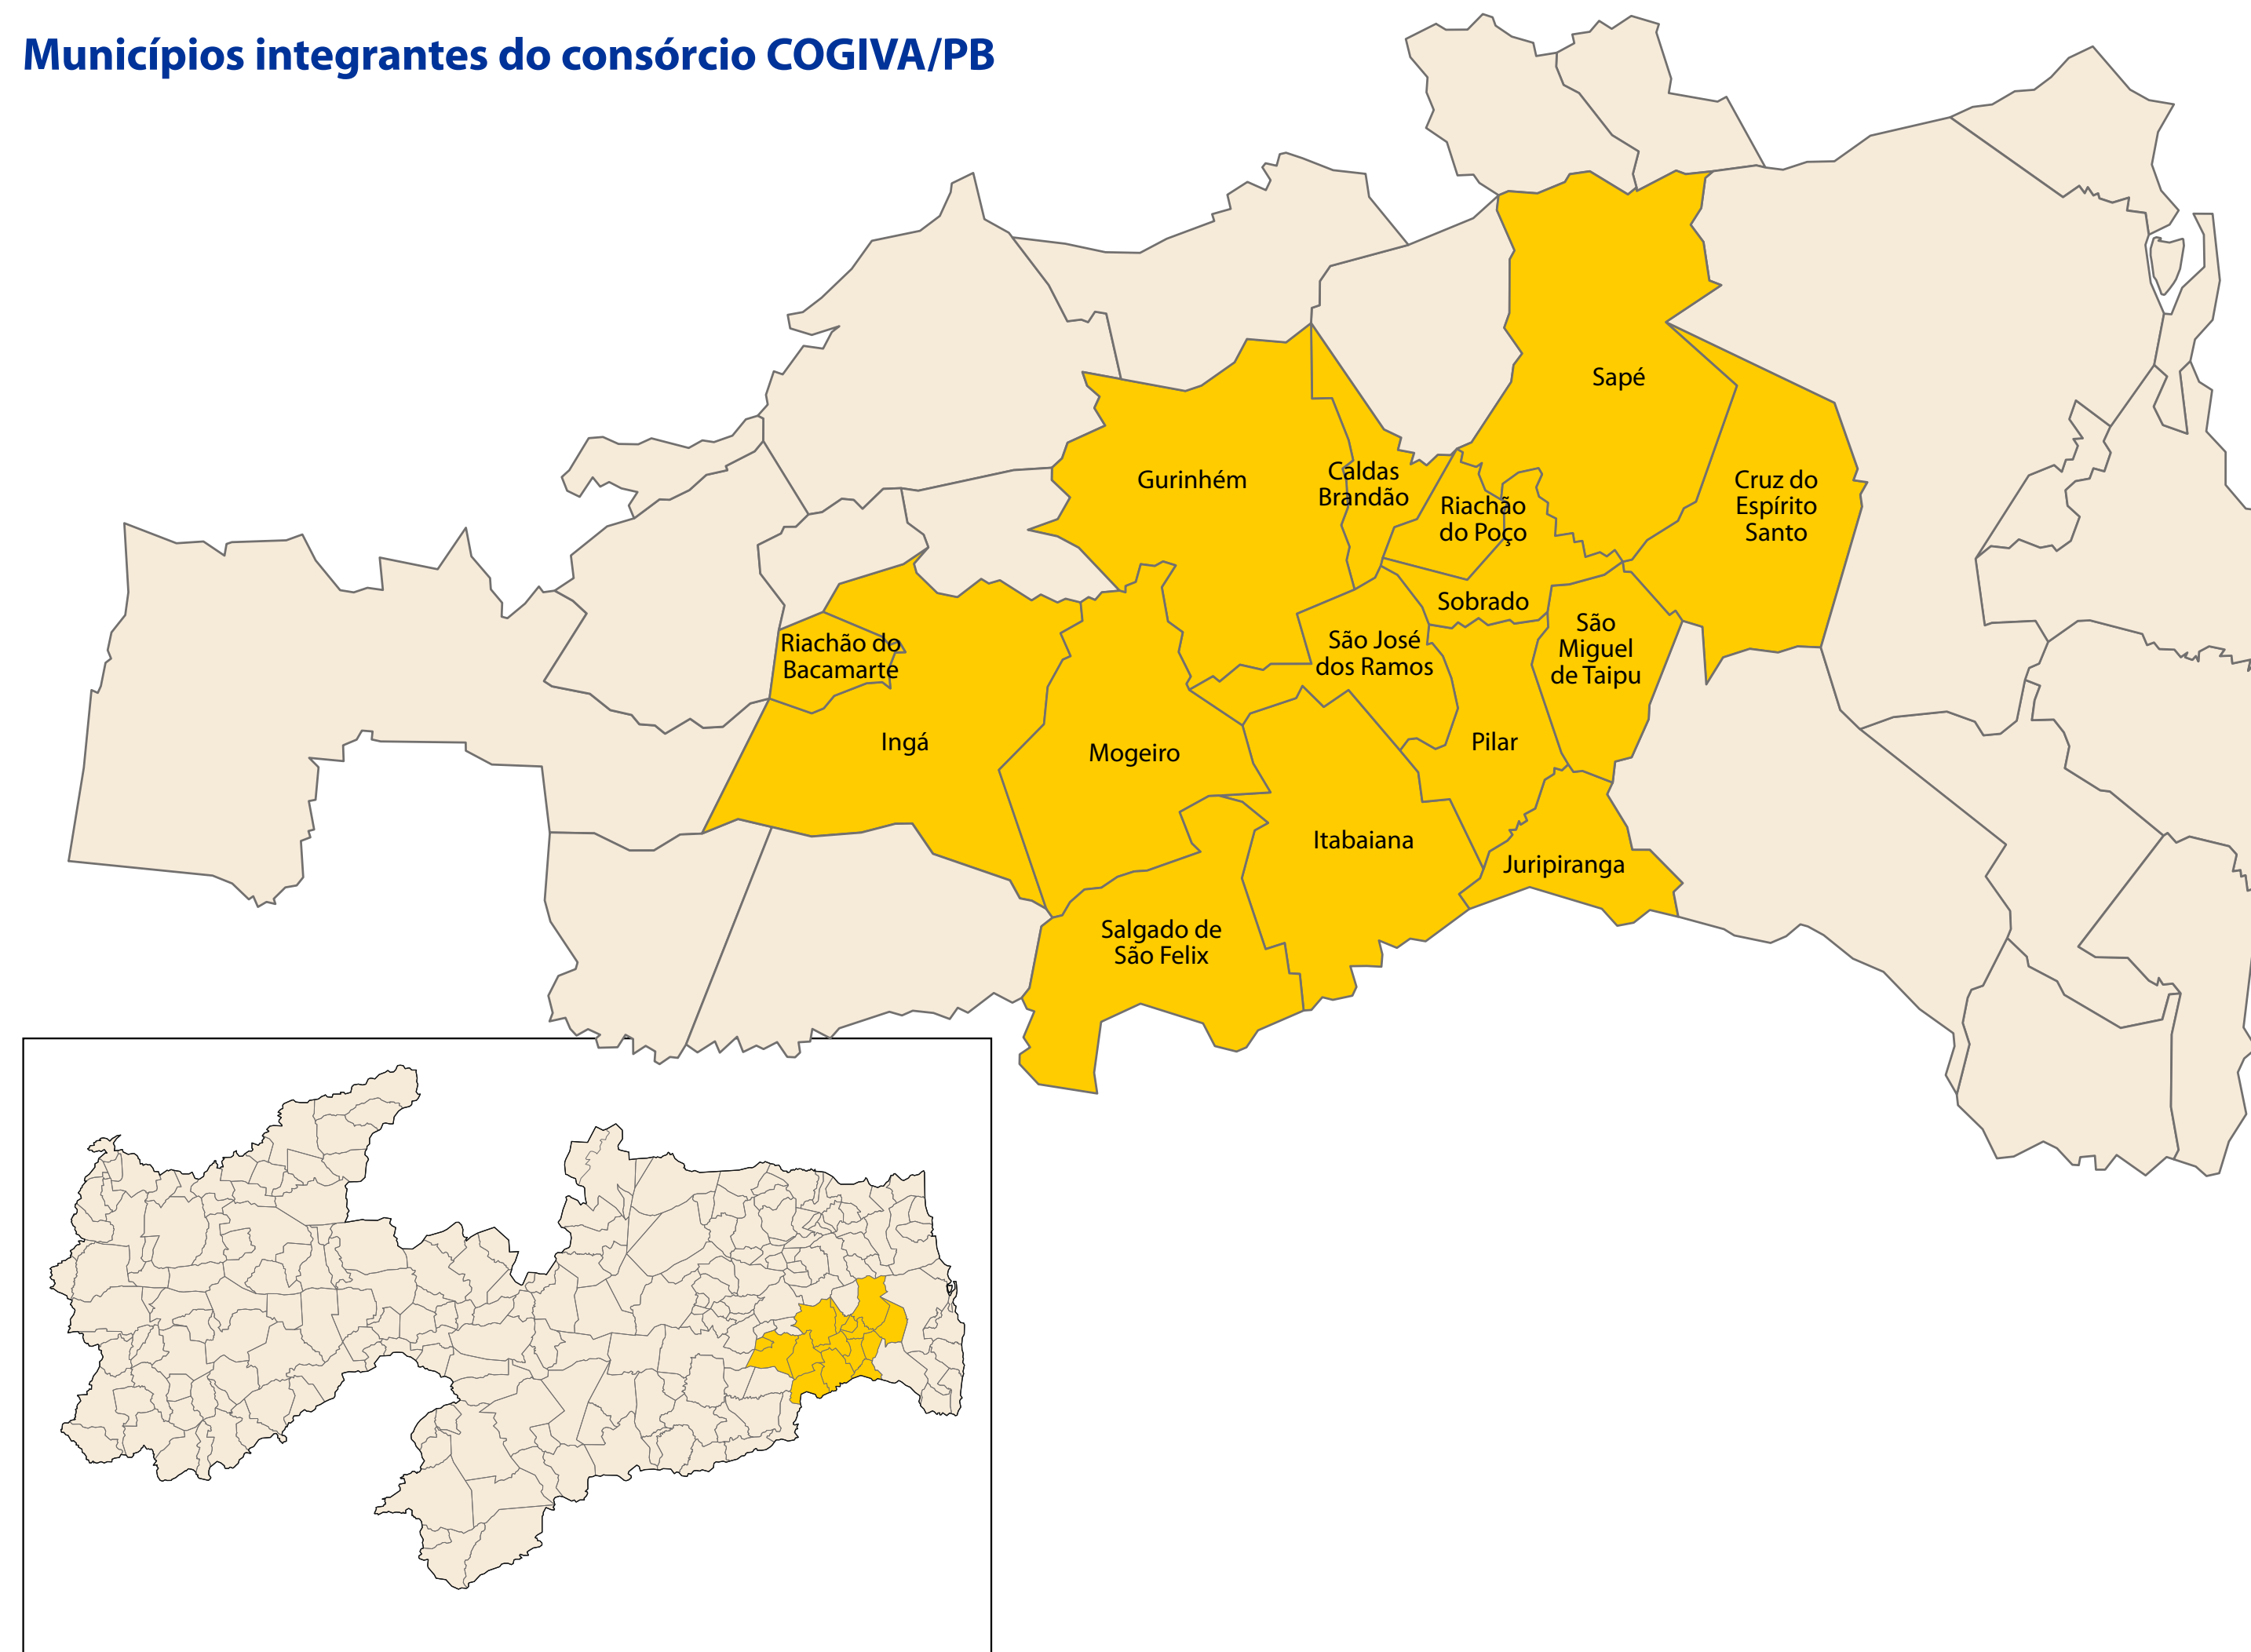 Municípios integrantes do consórcio COGIVA/PB
Sapé
Gurinhém
Caldas
Brandão
Cruz do
Espírito
Santo
Riachão
do Poço
Sobrado
São
Miguel
de Taipu
Riachão do
Bacamarte
São José
dos Ramos
Ingá
Mogeiro
Pilar
Itabaiana
Juripiranga
Salgado de
São Felix